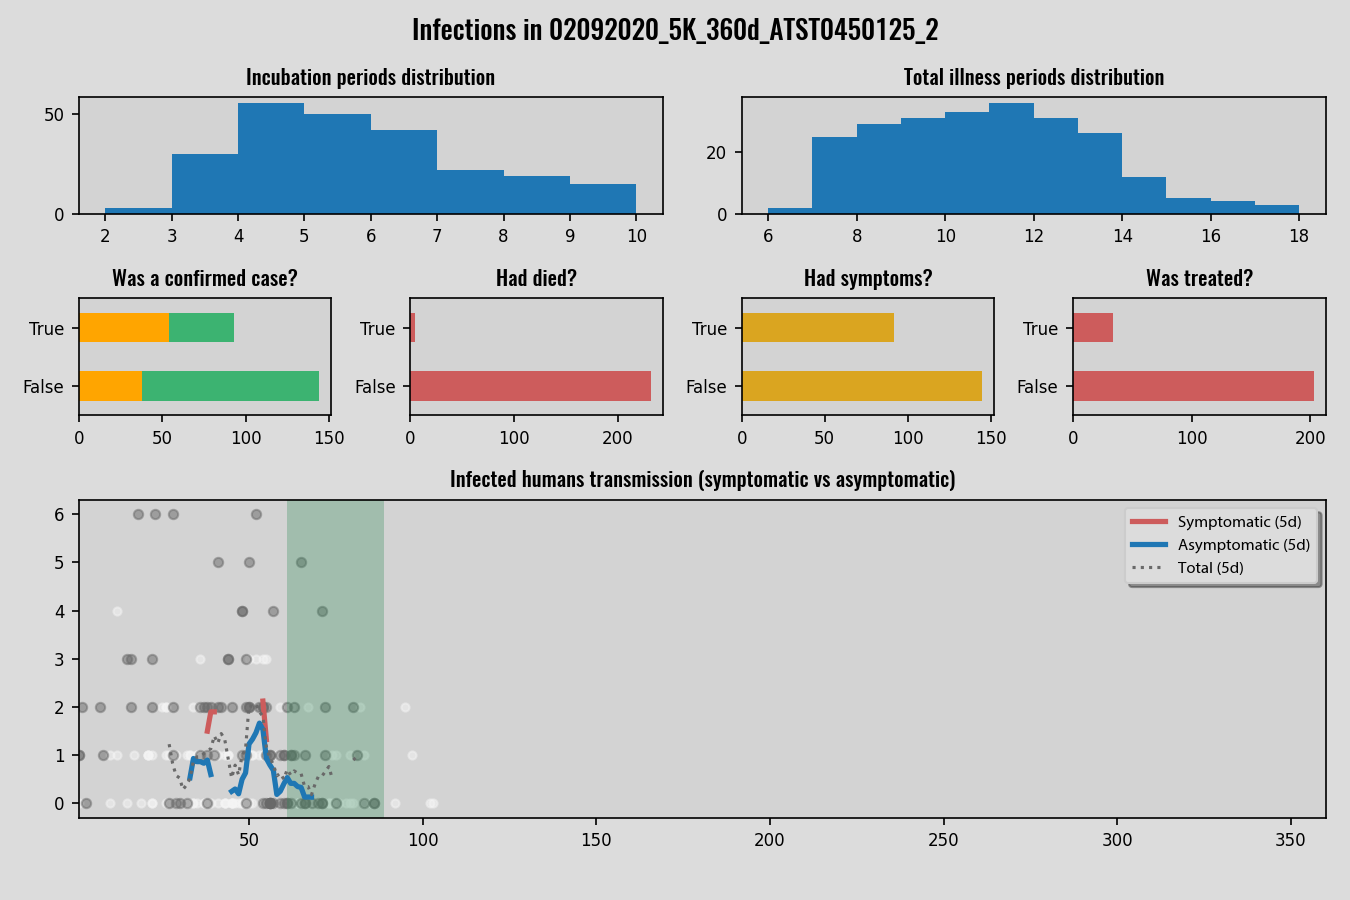 Infections in 02092020_5K_360d_ATST0450125_2
Incubation periods distribution
Total illness periods distribution
50
0
2 3 4 5 6 7 8 9 10
20
0
6 8 10 12 14 16 18
Was a confirmed case?
Had died?
Had symptoms?
Was treated?
True
False
0 50 100 150
True
False
0 100 200
True
False
0 50 100 150
True
False
0 100 200
Infected humans transmission (symptomatic vs asymptomatic)
6
5
4
3
2
1
0
Symptomatic (5d)
Asymptomatic (5d)
Total (5d)
50 100 150 200 250 300 350